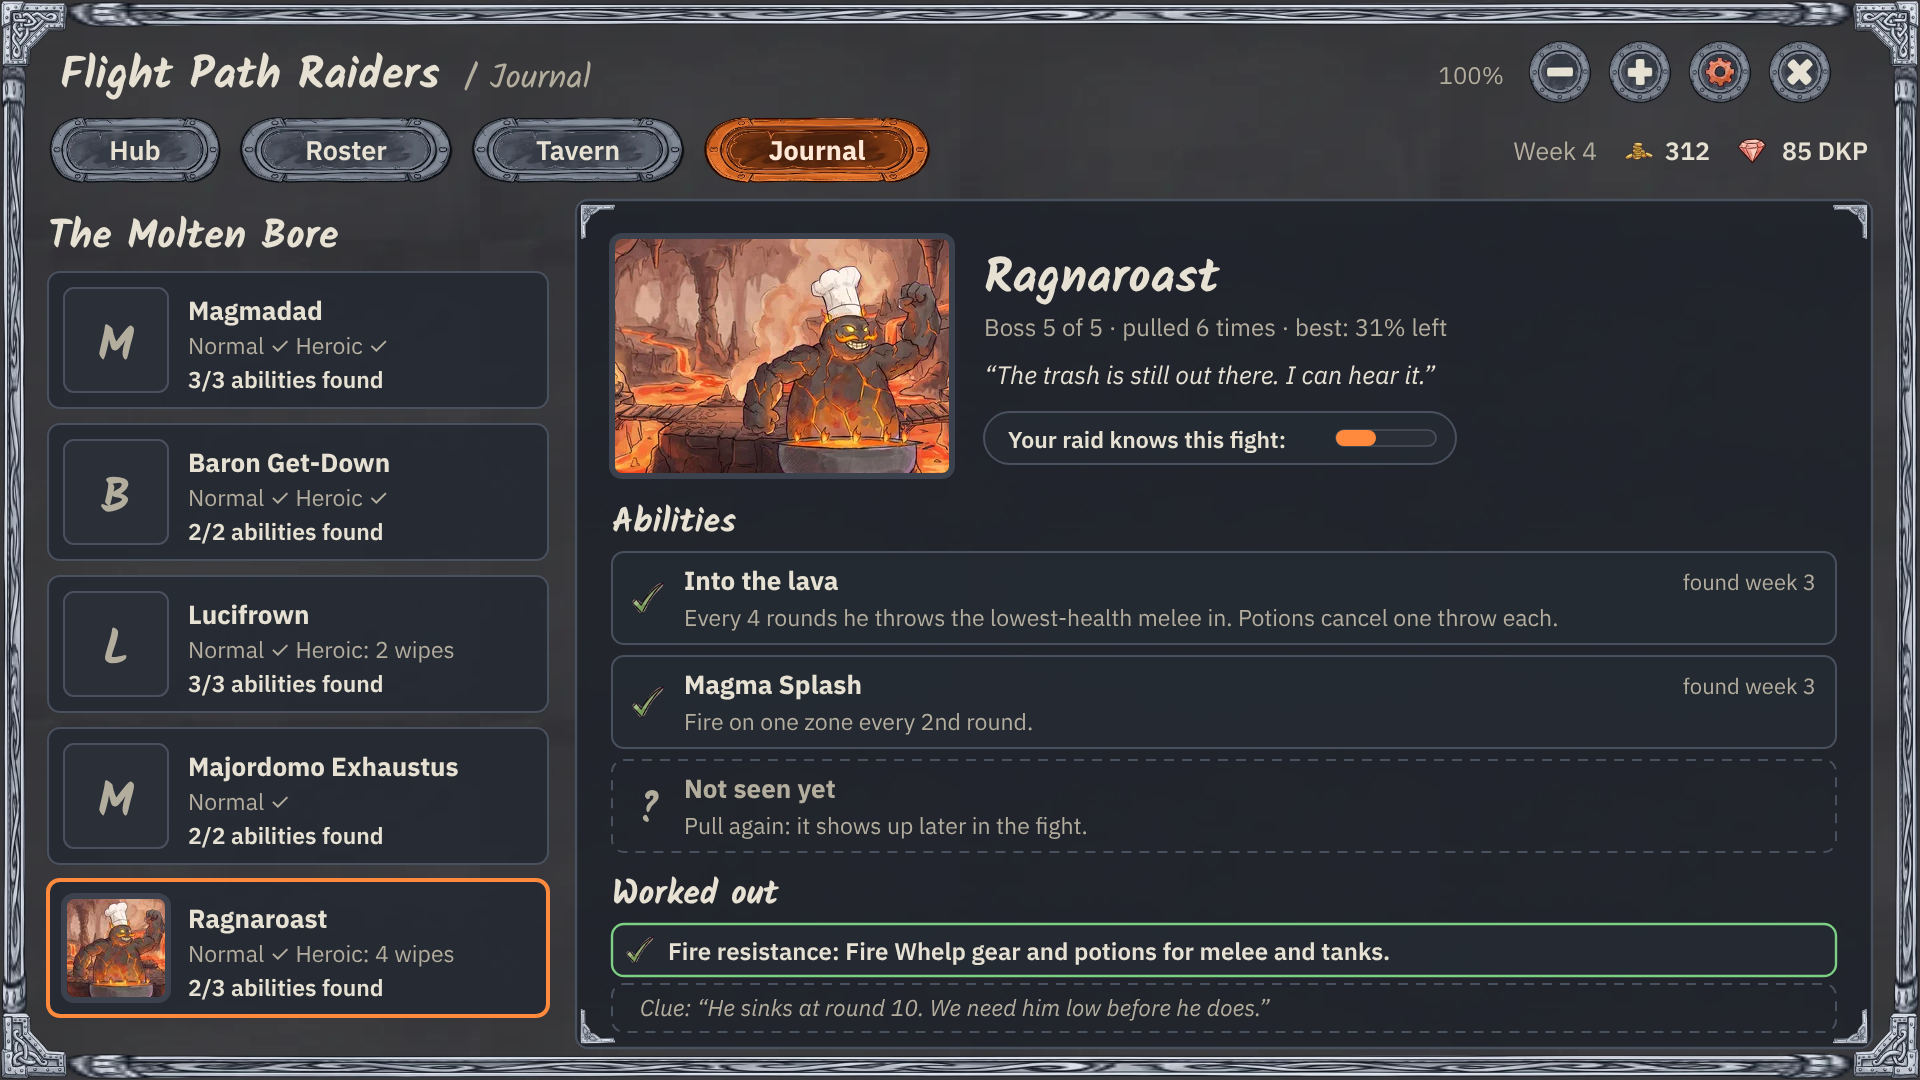 Flight Path Raiders / Journal
100%
Hub
Roster
Tavern
Journal
Week 4
312
85 DKP
The Molten Bore
M
Magmadad
Normal ✓ Heroic ✓
3/3 abilities found
B
Baron Get-Down
Normal ✓ Heroic ✓
2/2 abilities found
L
Lucifrown
Normal ✓ Heroic: 2 wipes
3/3 abilities found
M
Majordomo Exhaustus
Normal ✓
2/2 abilities found
Ragnaroast
Normal ✓ Heroic: 4 wipes
2/3 abilities found
Ragnaroast
Boss 5 of 5 · pulled 6 times · best: 31% left
“The trash is still out there. I can hear it.”
Your raid knows this fight:
Abilities
Into the lava
found week 3
Every 4 rounds he throws the lowest-health melee in. Potions cancel one throw each.
Magma Splash
found week 3
Fire on one zone every 2nd round.
?
Not seen yet
Pull again: it shows up later in the fight.
Worked out
Fire resistance: Fire Whelp gear and potions for melee and tanks.
Clue: “He sinks at round 10. We need him low before he does.”